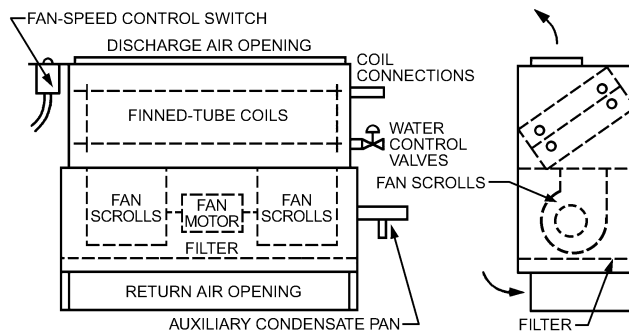 FAN-SPEED CONTROL SWITCH
DISCHARGE AIR OPENING
COIL
CONNECTIONS
FINNED-TUBE COILS
WATER
CONTROL
VALVES
FAN
SCROLLS
FAN
MOTOR
FAN
SCROLLS
FAN SCROLLS
FILTER
RETURN AIR OPENING
AUXILIARY CONDENSATE PAN
FILTER